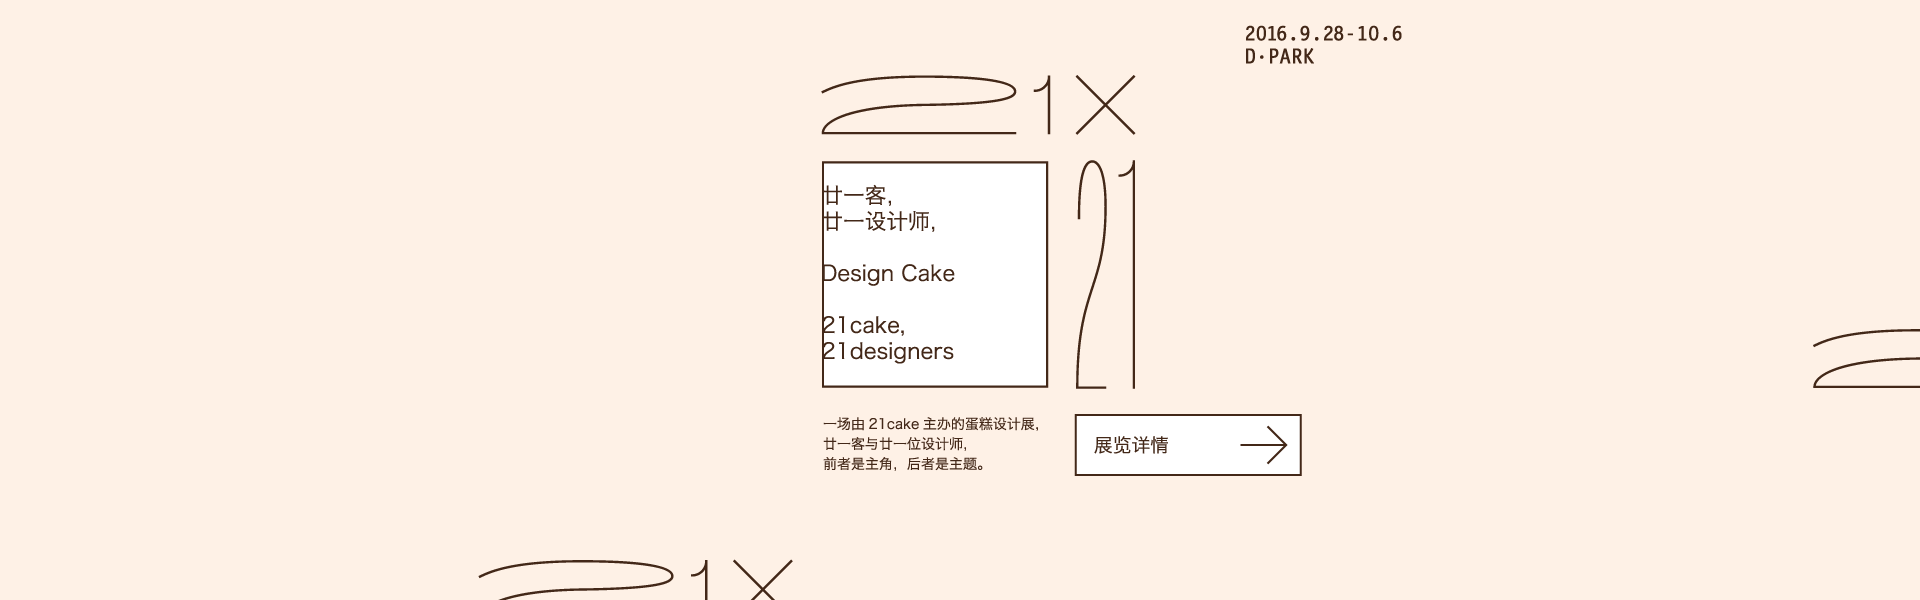 2016.9.28-10.6
D·PARK
21×
21
廿一客,
廿一设计师,
Design Cake
21cake,
21designers
一场由 21cake 主办的蛋糕设计展,
廿一客与廿一位设计师,
前者是主角，后者是主题。
展览详情
2
21×